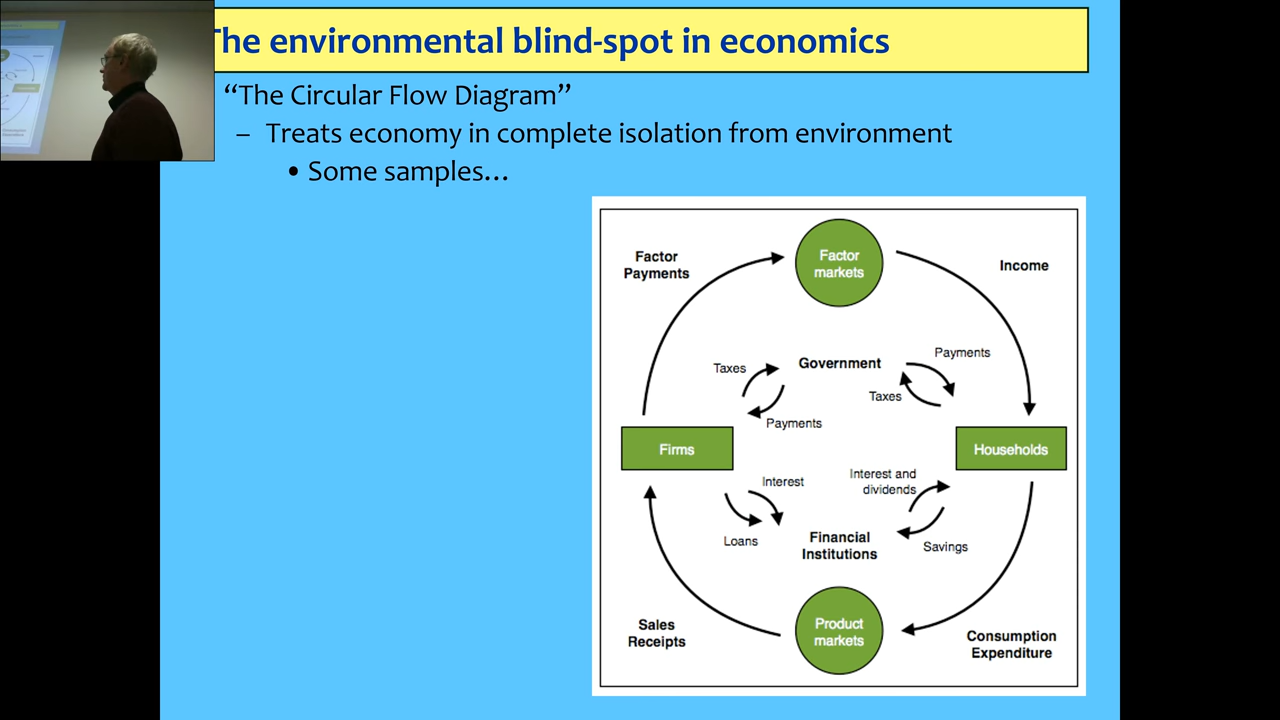 The environmental blind-spot in economics
“The Circular Flow Diagram”
– Treats economy in complete isolation from environment
• Some samples…
Factor
Payments
Factor
markets
Income
Taxes
Government
Payments
Taxes
Payments
Firms
Households
Interest
Interest and
dividends
Loans
Financial
Institutions
Savings
Sales
Receipts
Product
markets
Consumption
Expenditure